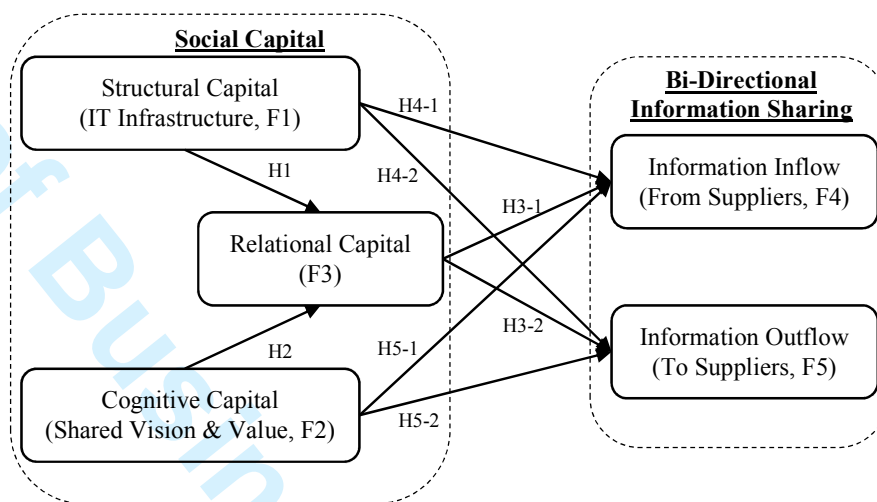 Social Capital
Structural Capital
(IT Infrastructure, F1)
H1
Relational Capital
(F3)
H2
Cognitive Capital
(Shared Vision & Value, F2)
H4-1
H4-2
H3-1
H3-2
H5-1
H5-2
Bi-Directional
Information Sharing
Information Inflow
(From Suppliers, F4)
Information Outflow
(To Suppliers, F5)
of Busin